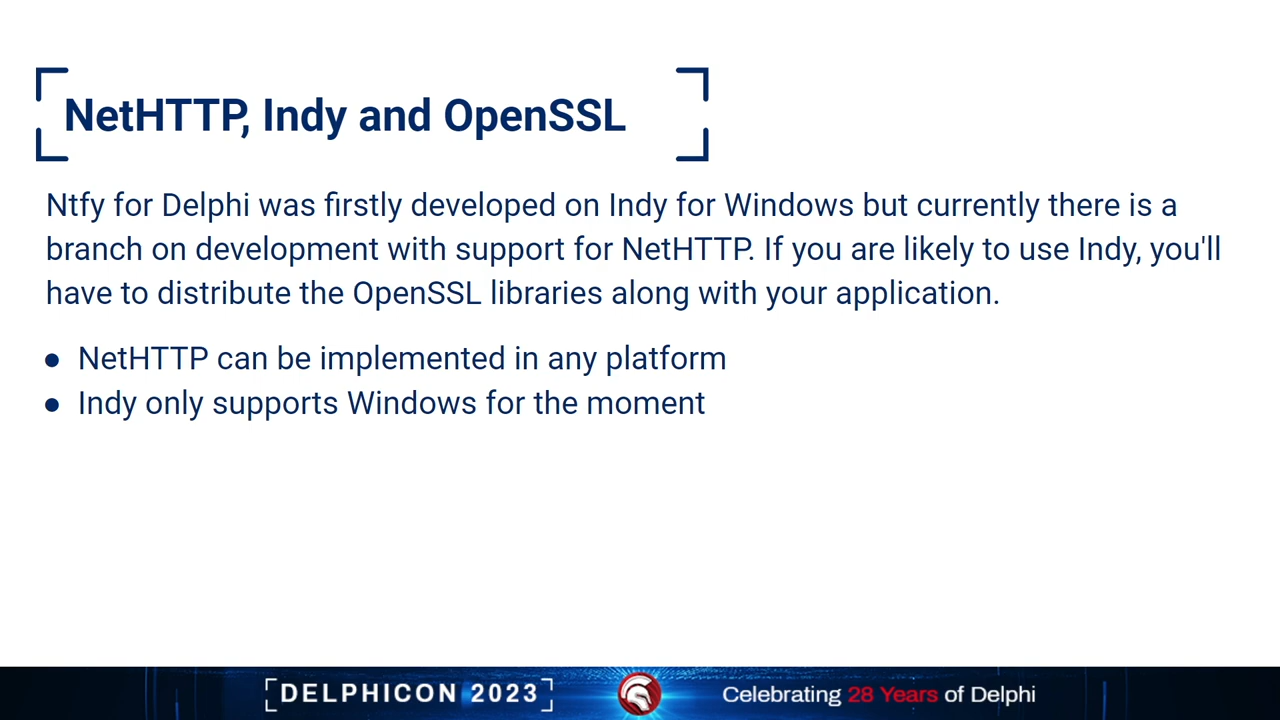 NetHTTP, Indy and OpenSSL
Ntfy for Delphi was firstly developed on Indy for Windows but currently there is a
branch on development with support for NetHTTP. If you are likely to use Indy, you'll
have to distribute the OpenSSL libraries along with your application.
● NetHTTP can be implemented in any platform
● Indy only supports Windows for the moment
DELPHICON 2023
Celebrating 28 Years of Delphi